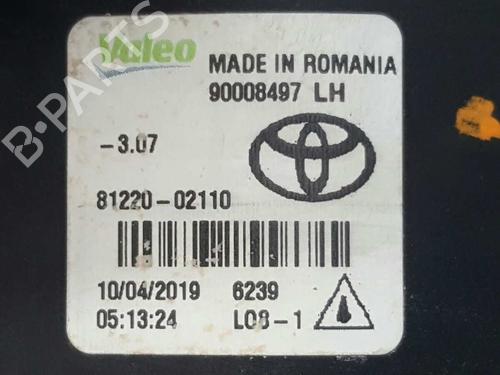 Valeo
MADE IN ROMANIA
90008497 LH
-3.07
81220-02110
10/04/2019 6239
05:13:24 L08-1
B-PARTS